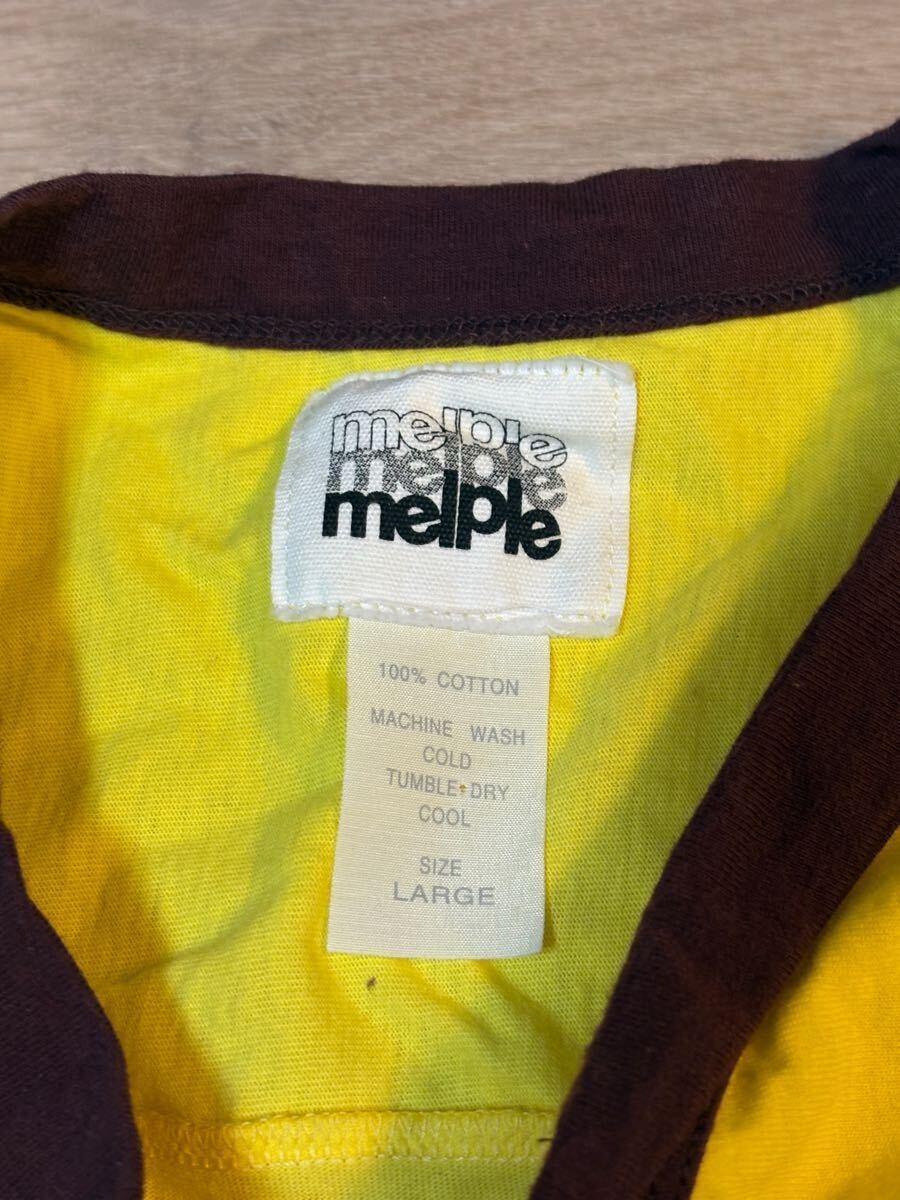 melple
melple
melple
100% COTTON
MACHINE WASH
COLD
TUMBLE DRY
COOL
SIZE
LARGE